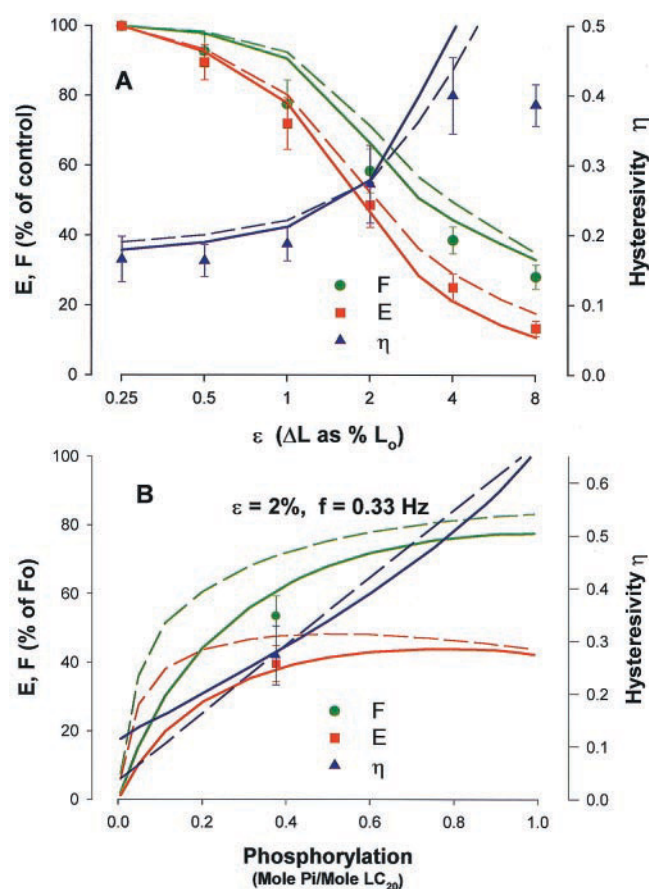 100
80
60
40
20
0
E, F (% of control)
A
0.5
0.4
0.3
0.2
0.1
0.0
Hysteresivity η
F
E
η
0.25 0.5 1 2 4 8
ε (ΔL as % Lo)
100
80
60
40
20
0
E, F (% of Fo)
B
ε = 2%, f = 0.33 Hz
0.6
0.5
0.4
0.3
0.2
0.1
0.0
Hysteresivity η
F
E
η
0.0 0.2 0.4 0.6 0.8 1.0
Phosphorylation
(Mole Pi/Mole LC20)